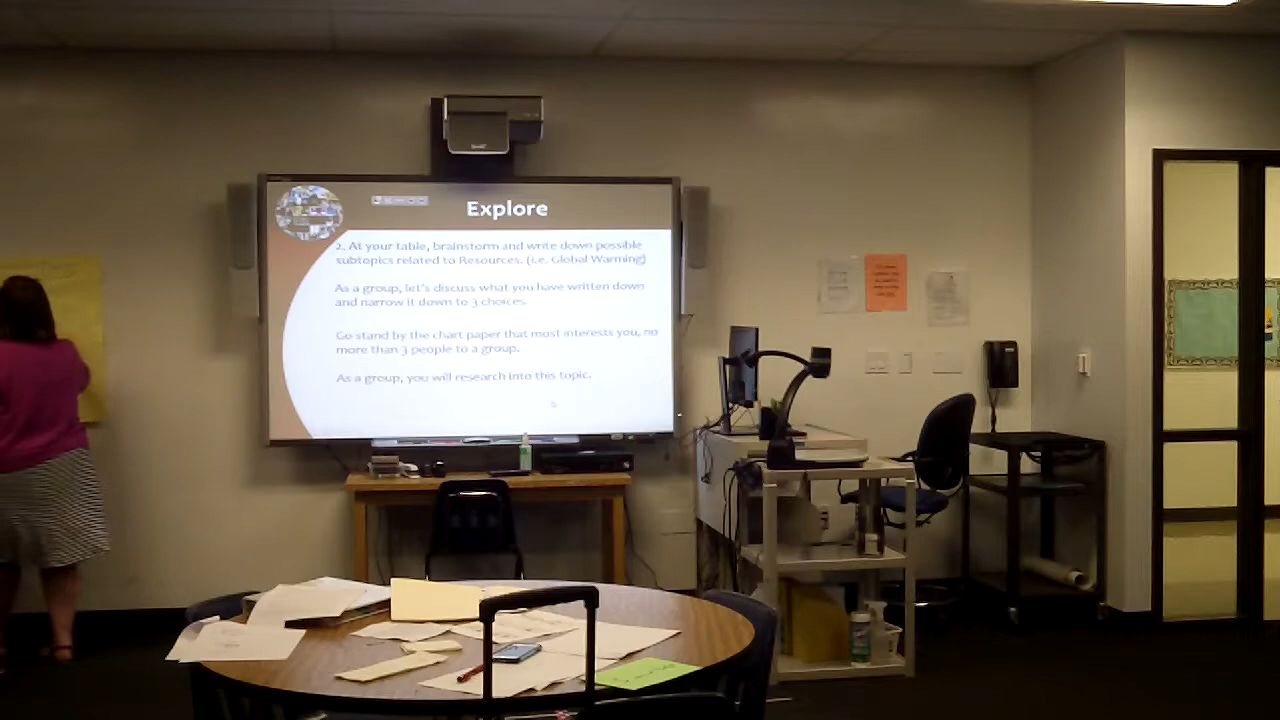 Explore
2. At your table, brainstorm and write down possible
subtopics related to Resources. (i.e. Global Warming)
As a group, let's discuss what you have written down
and narrow it down to 3 choices.
Go stand by the chart paper that most interests you, no
more than 3 people to a group.
As a group, you will research into this topic.